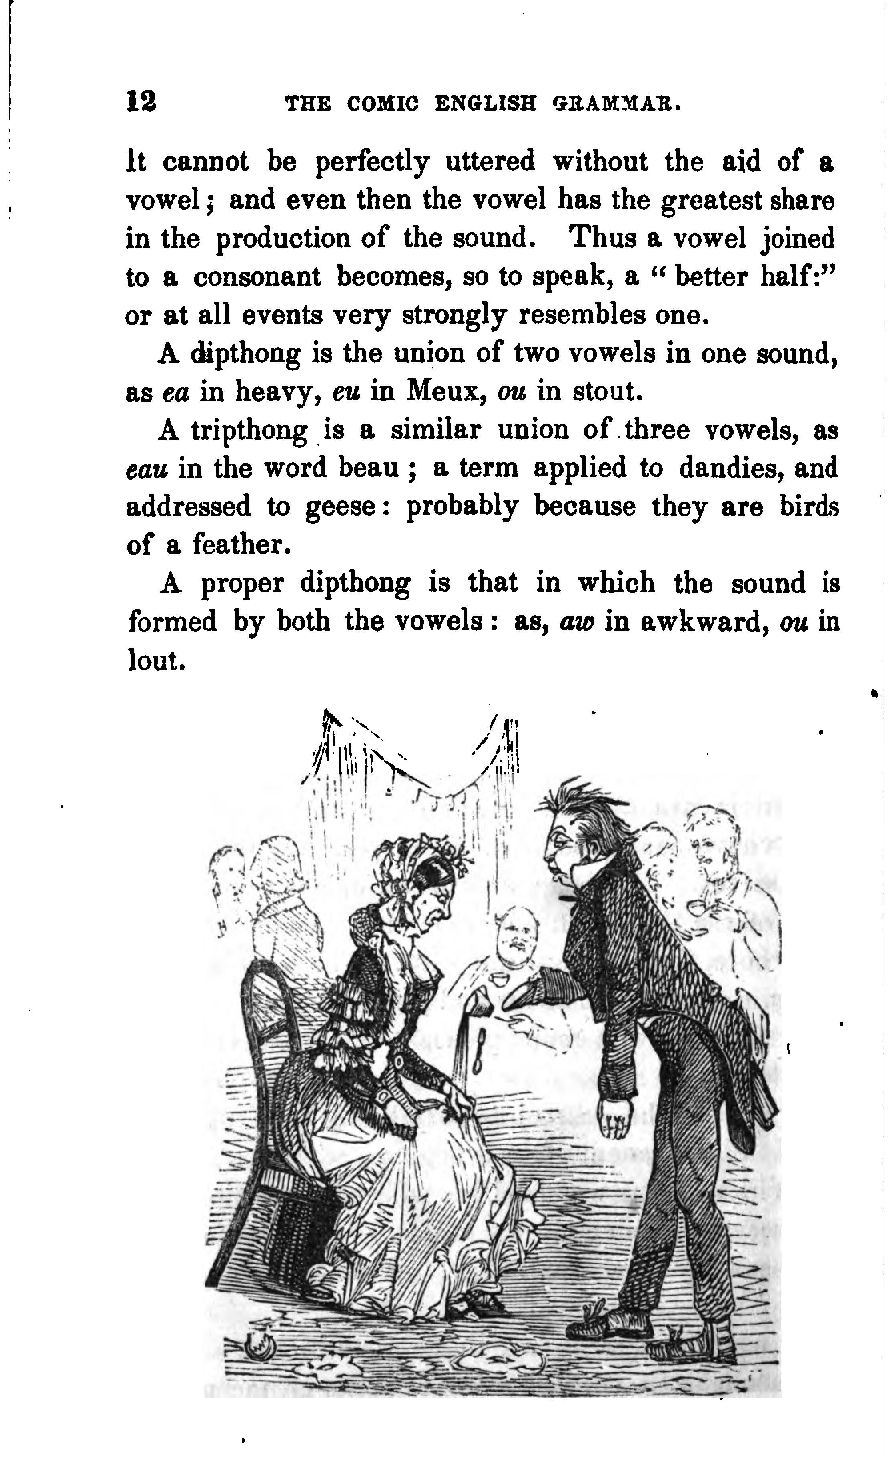 12 THE COMIC ENGLISH GRAMMAR.
it cannot be perfectly uttered without the aid of a
vowel; and even then the vowel has the greatest share
in the production of the sound. Thus a vowel joined
to a consonant becomes, so to speak, a “ better half:”
or at all events very strongly resembles one.
A dipthong is the union of two vowels in one sound,
as ea in heavy, eu in Meux, ou in stout.
A tripthong is a similar union of three vowels, as
eau in the word beau ; a term applied to dandies, and
addressed to geese : probably because they are birds
of a feather.
A proper dipthong is that in which the sound is
formed by both the vowels : as, aw in awkward, ou in
lout.